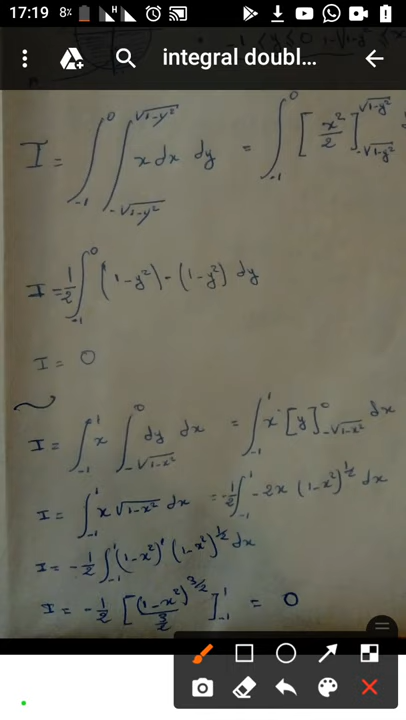 17:19 8%
integral doubl...
I = ∫_{-1}^{0} ∫_{-√1-y²}^{√1-y²} x dx dy = ∫_{-1}^{0} [x²/2]_{-√1-y²}^{√1-y²}
I = 1/2 ∫_{-1}^{0} (1-y²) - (1-y²) dy
I = 0
I = ∫_{-1}^{1} x ∫_{-√1-x²}^{0} dy dx = ∫_{-1}^{1} x [y]_{-√1-x²}^{0} dx
I = ∫_{-1}^{1} x √1-x² dx = -1/2 ∫_{-1}^{1} -2x (1-x²)^{1/2} dx
I = -1/2 ∫_{-1}^{1} (1-x²)' (1-x²)^{1/2} dx
I = -1/2 [(1-x²)^{3/2} / 3/2]_{-1}^{1} = 0